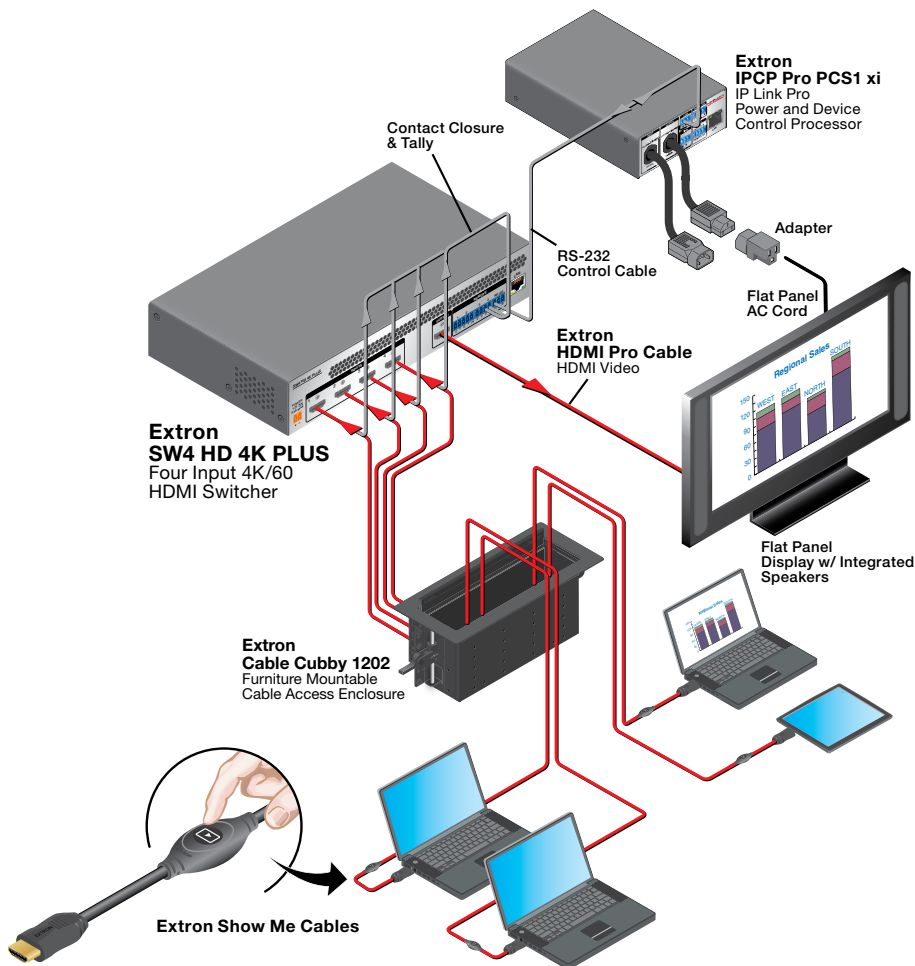 Extron
IPCP Pro PCS1 xi
IP Link Pro
Power and Device
Control Processor
Contact Closure
& Tally
Adapter
RS-232
Control Cable
Flat Panel
AC Cord
Extron
HDMI Pro Cable
HDMI Video
Regional Sales
SOUTH
WEST
EAST
NORTH
150
120
90
60
30
0
Extron
SW4 HD 4K PLUS
Four Input 4K/60
HDMI Switcher
Flat Panel
Display w/ Integrated
Speakers
Extron
Cable Cubby 1202
Furniture Mountable
Cable Access Enclosure
EXTRON
Extron Show Me Cables